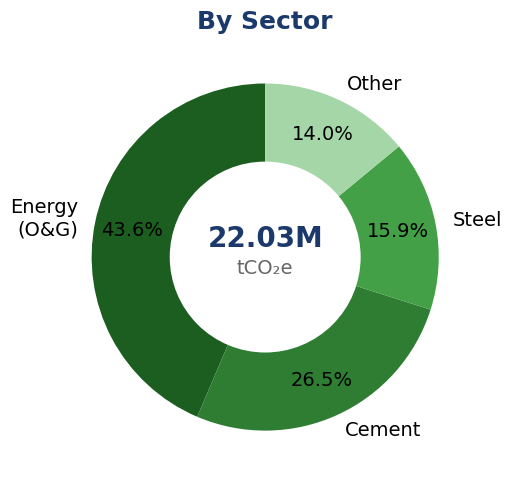 By Sector
Other
14.0%
Energy
(O&G)
43.6%
22.03M
tCO₂e
15.9%
Steel
26.5%
Cement